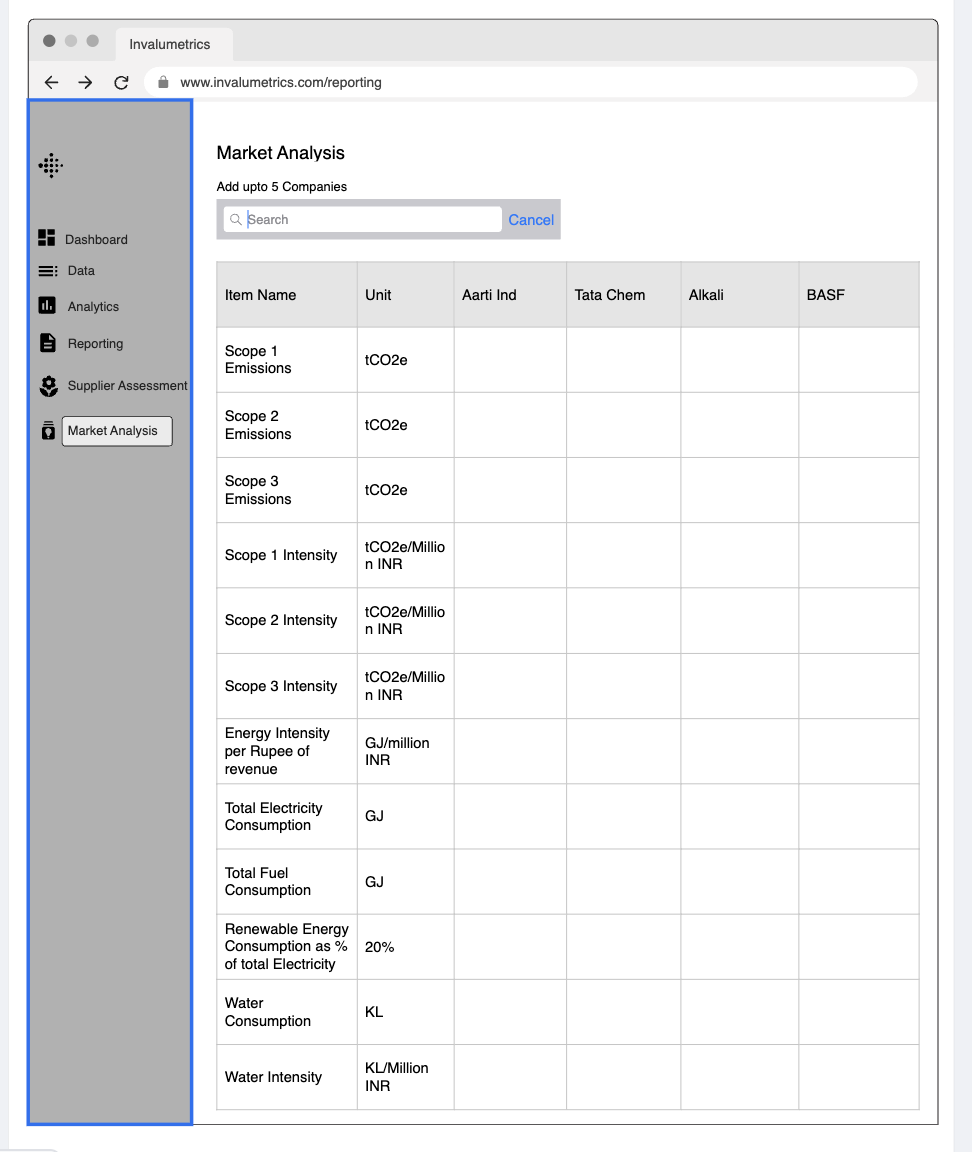 Invalumetrics
www.invalumetrics.com/reporting
Dashboard
Data
Analytics
Reporting
Supplier Assessment
Market Analysis
Market Analysis
Add upto 5 Companies
Search
Cancel
Item Name Unit Aarti Ind Tata Chem Alkali BASF
Scope 1
Emissions
tCO2e
Scope 2
Emissions
tCO2e
Scope 3
Emissions
tCO2e
Scope 1 Intensity
tCO2e/Millio
n INR
Scope 2 Intensity
tCO2e/Millio
n INR
Scope 3 Intensity
tCO2e/Millio
n INR
Energy Intensity
per Rupee of
revenue
GJ/million
INR
Total Electricity
Consumption
GJ
Total Fuel
Consumption
GJ
Renewable Energy
Consumption as %
of total Electricity
20%
Water
Consumption
KL
Water Intensity
KL/Million
INR